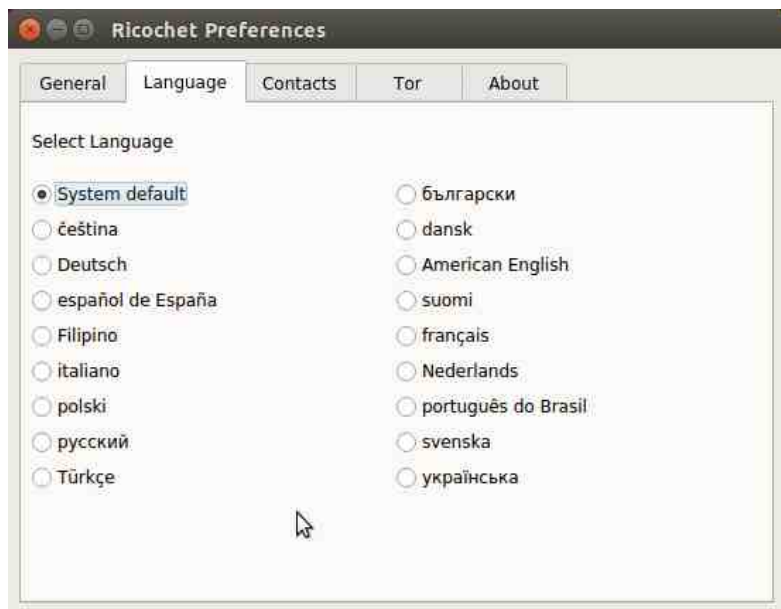 Ricochet Preferences
General Language Contacts Tor About
Select Language
System default български
čeština dansk
Deutsch American English
español de España suomi
Filipino français
italiano Nederlands
polski português do Brasil
русский svenska
Türkçe українська